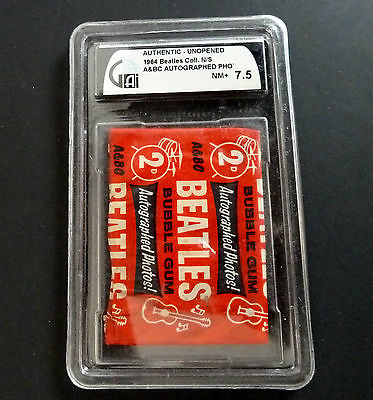 GAI
AUTHENTIC - UNOPENED
1964 Beatles Coll. N/S
A&BC AUTOGRAPHED PHO
NM+ 7.5
A&BC
2D
Autographed Photos!
BEATLES
BUBBLE GUM
A&BC
2D
Autographed Photos!
BEATLES
BUBBLE GUM